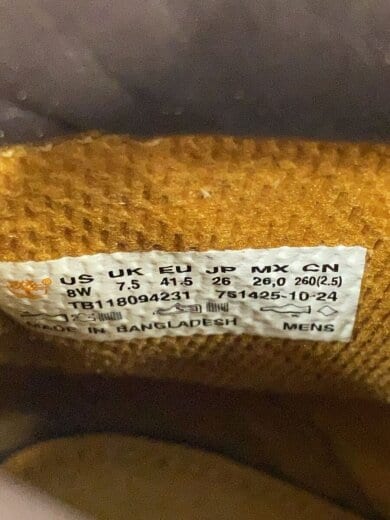 US UK EU JP MX CN
8W 7.5 41.5 26 26,0 260(2.5)
TB118094231 751425-10-24
MADE IN BANGLADESH MENS